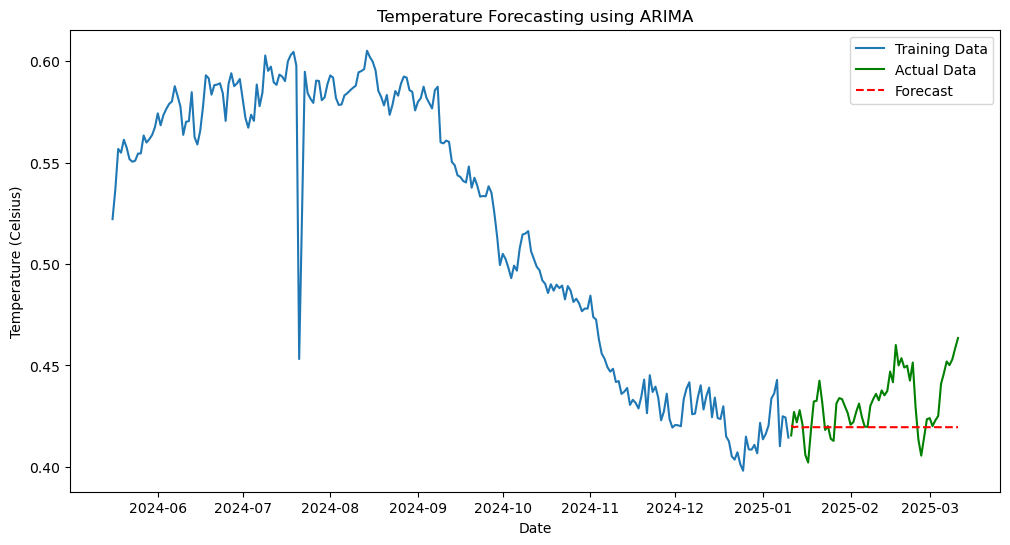 Temperature Forecasting using ARIMA
Training Data
Actual Data
Forecast
Temperature (Celsius)
0.60
0.55
0.50
0.45
0.40
2024-06
2024-07
2024-08
2024-09
2024-10
2024-11
2024-12
2025-01
2025-02
2025-03
Date